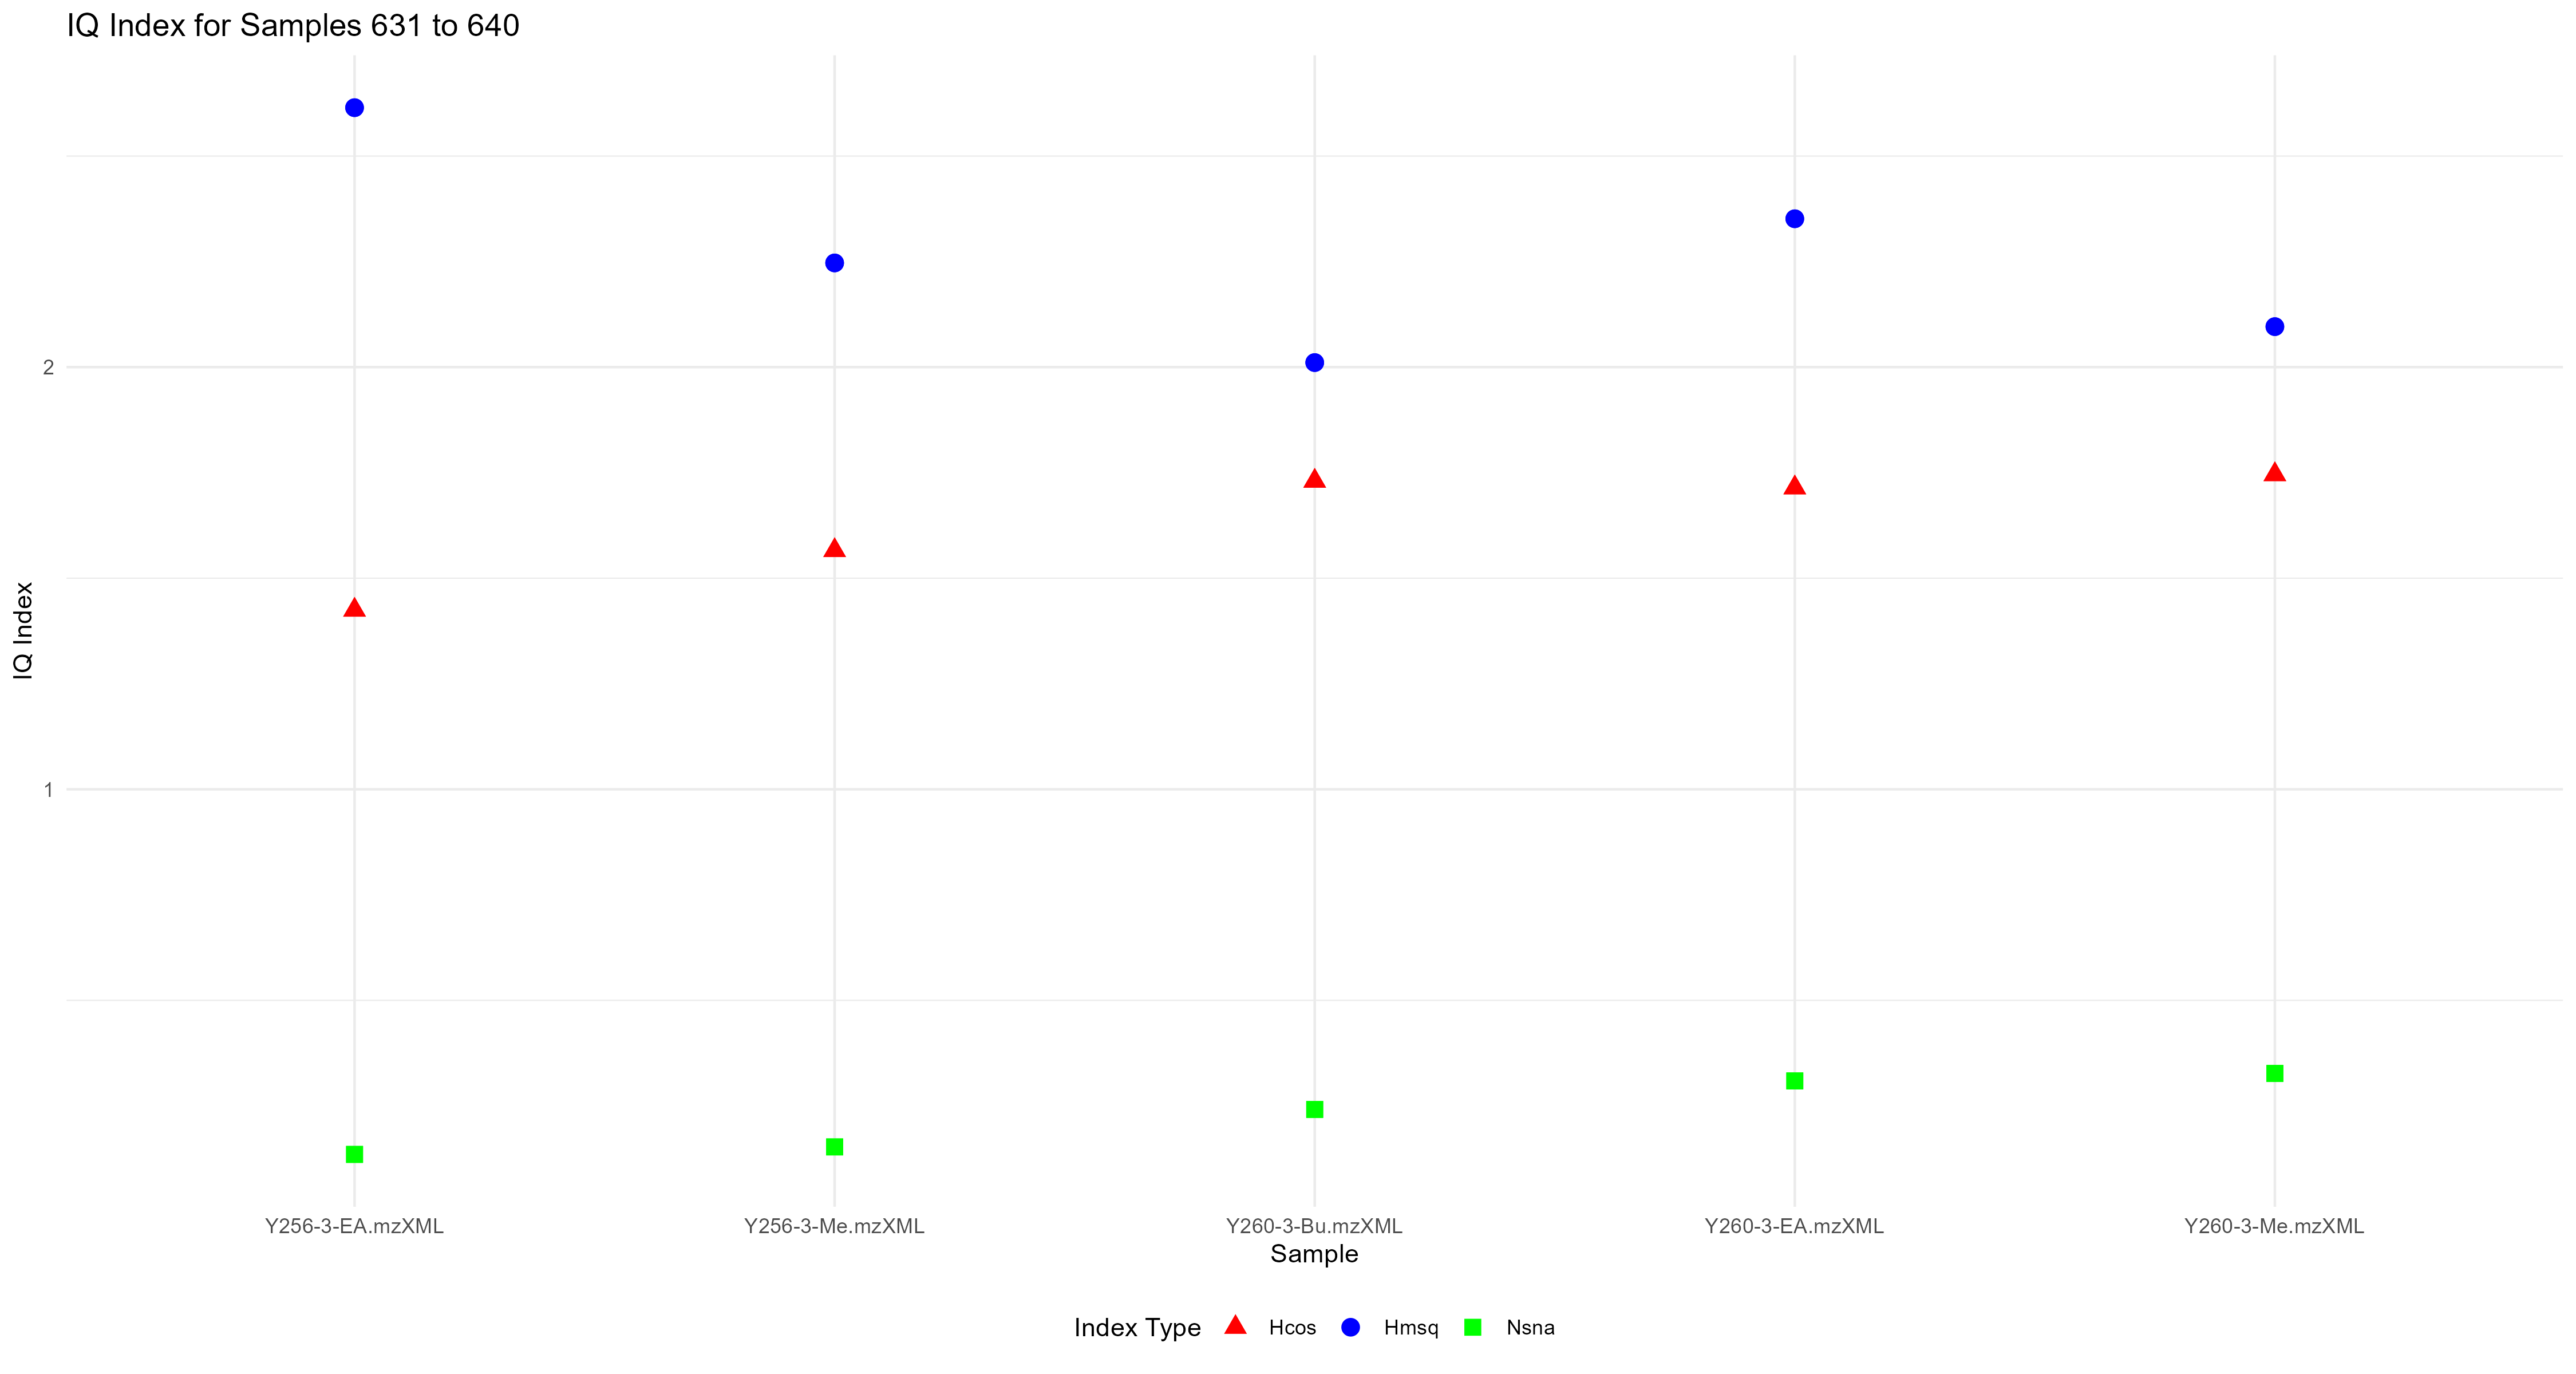 IQ Index for Samples 631 to 640
IQ Index
2
1
Y256-3-EA.mzXML Y256-3-Me.mzXML Y260-3-Bu.mzXML Y260-3-EA.mzXML Y260-3-Me.mzXML
Sample
Index Type Hcos Hmsq Nsna